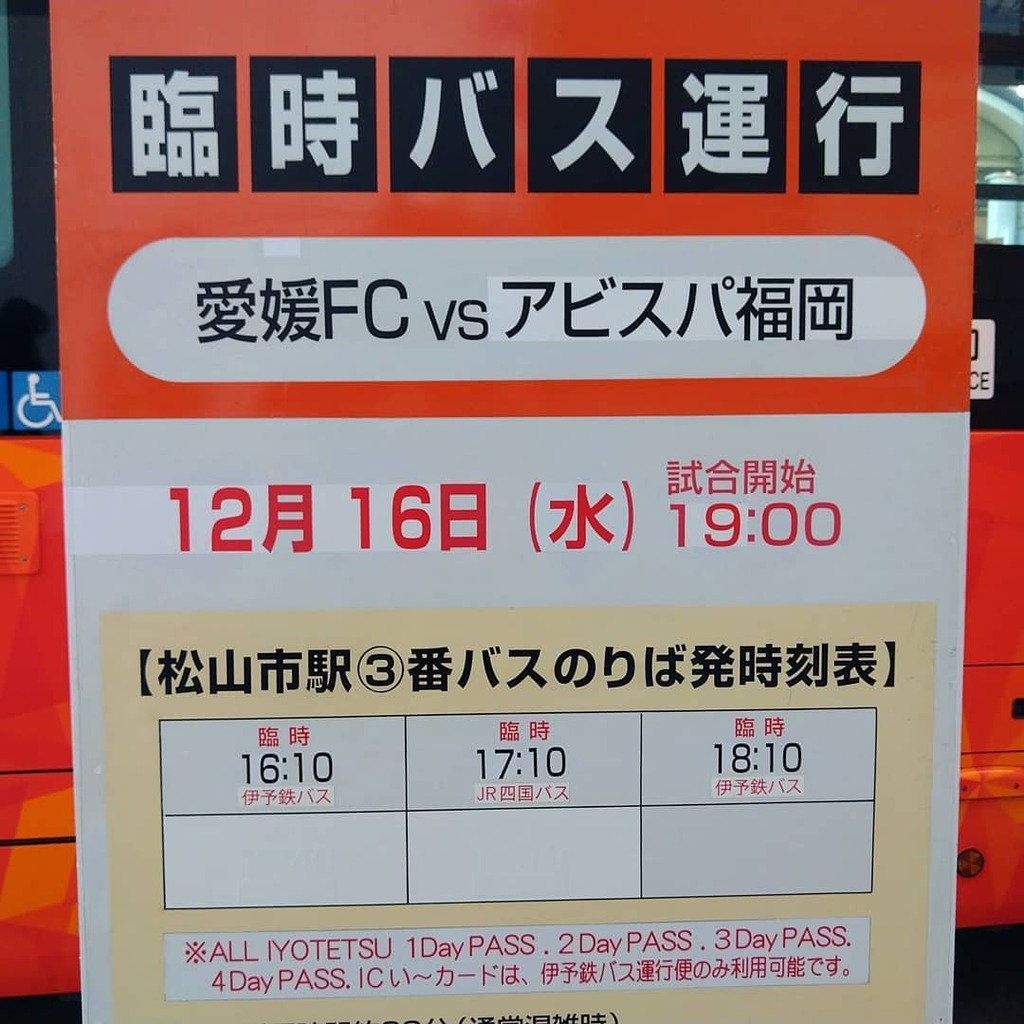 臨時バス運行
愛媛FC vs アビスパ福岡
12月16日(水) 試合開始 19:00
【松山市駅③番バスのりば発時刻表】
臨時 臨時 臨時
16:10 17:10 18:10
伊予鉄バス JR四国バス 伊予鉄バス
※ALL IYOTETSU 1Day PASS . 2Day PASS . 3Day PASS.
4Day PASS. ICい～カードは、伊予鉄バス運行便のみ利用可能です。
CE